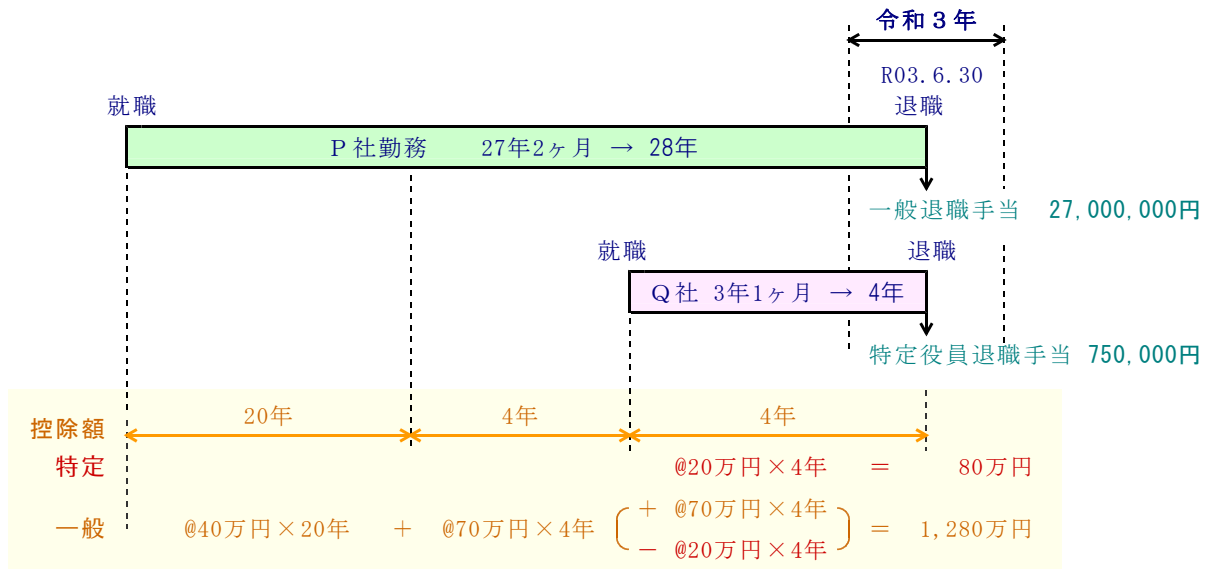 令和３年
R03.6.30
就職 退職
Ｐ社勤務 27年2ヶ月 → 28年
一般退職手当 27,000,000円
就職 退職
Ｑ社 3年1ヶ月 → 4年
特定役員退職手当 750,000円
控除額 20年 4年 4年
特定 @20万円×4年 ＝ 80万円
＋ @70万円×4年
一般 @40万円×20年 ＋ @70万円×4年 ＝ 1,280万円
－ @20万円×4年